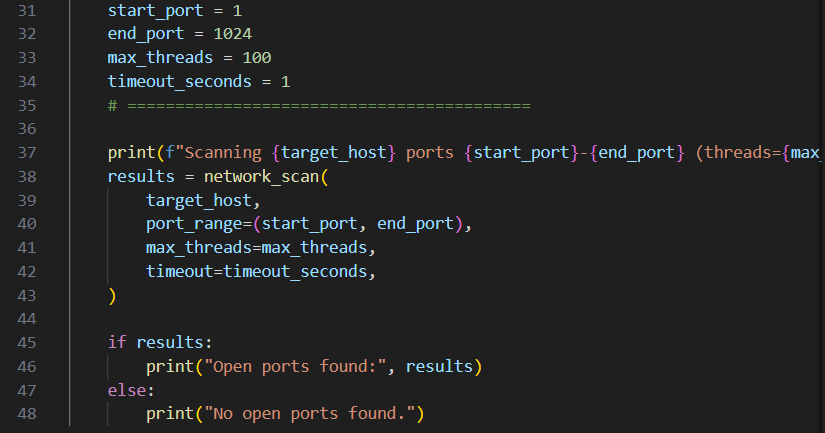 31 start_port = 1
32 end_port = 1024
33 max_threads = 100
34 timeout_seconds = 1
35 # ==========================================
36
37 print(f"Scanning {target_host} ports {start_port}-{end_port} (threads={max_
38 results = network_scan(
39 target_host,
40 port_range=(start_port, end_port),
41 max_threads=max_threads,
42 timeout=timeout_seconds,
43 )
44
45 if results:
46 print("Open ports found:", results)
47 else:
48 print("No open ports found.")